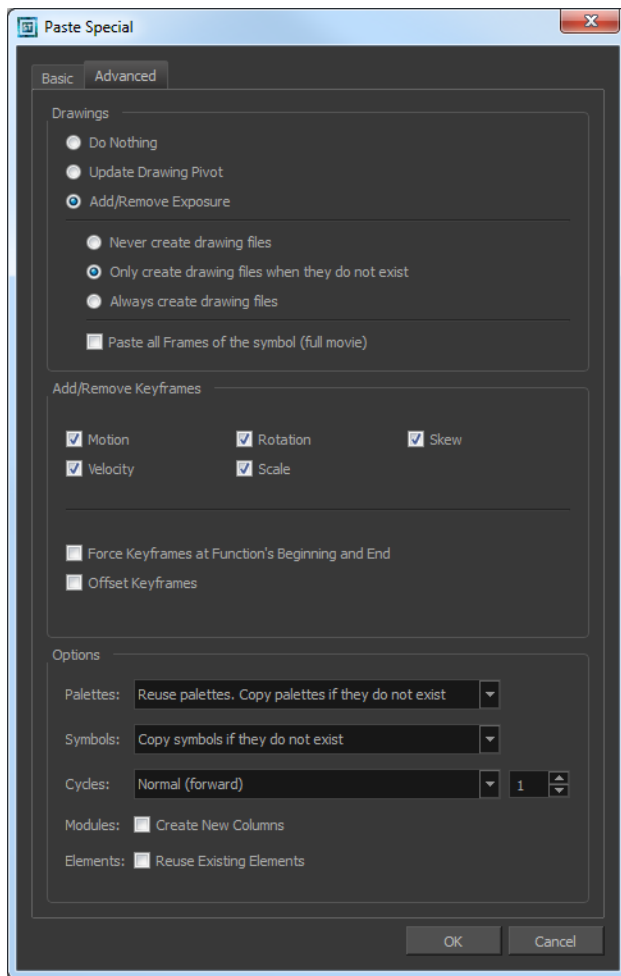 Paste Special
Basic
Advanced
Drawings
Do Nothing
Update Drawing Pivot
Add/Remove Exposure
Never create drawing files
Only create drawing files when they do not exist
Always create drawing files
Paste all Frames of the symbol (full movie)
Add/Remove Keyframes
Motion Rotation Skew
Velocity Scale
Force Keyframes at Function's Beginning and End
Offset Keyframes
Options
Palettes: Reuse palettes. Copy palettes if they do not exist
Symbols: Copy symbols if they do not exist
Cycles: Normal (forward) 1
Modules: Create New Columns
Elements: Reuse Existing Elements
OK Cancel